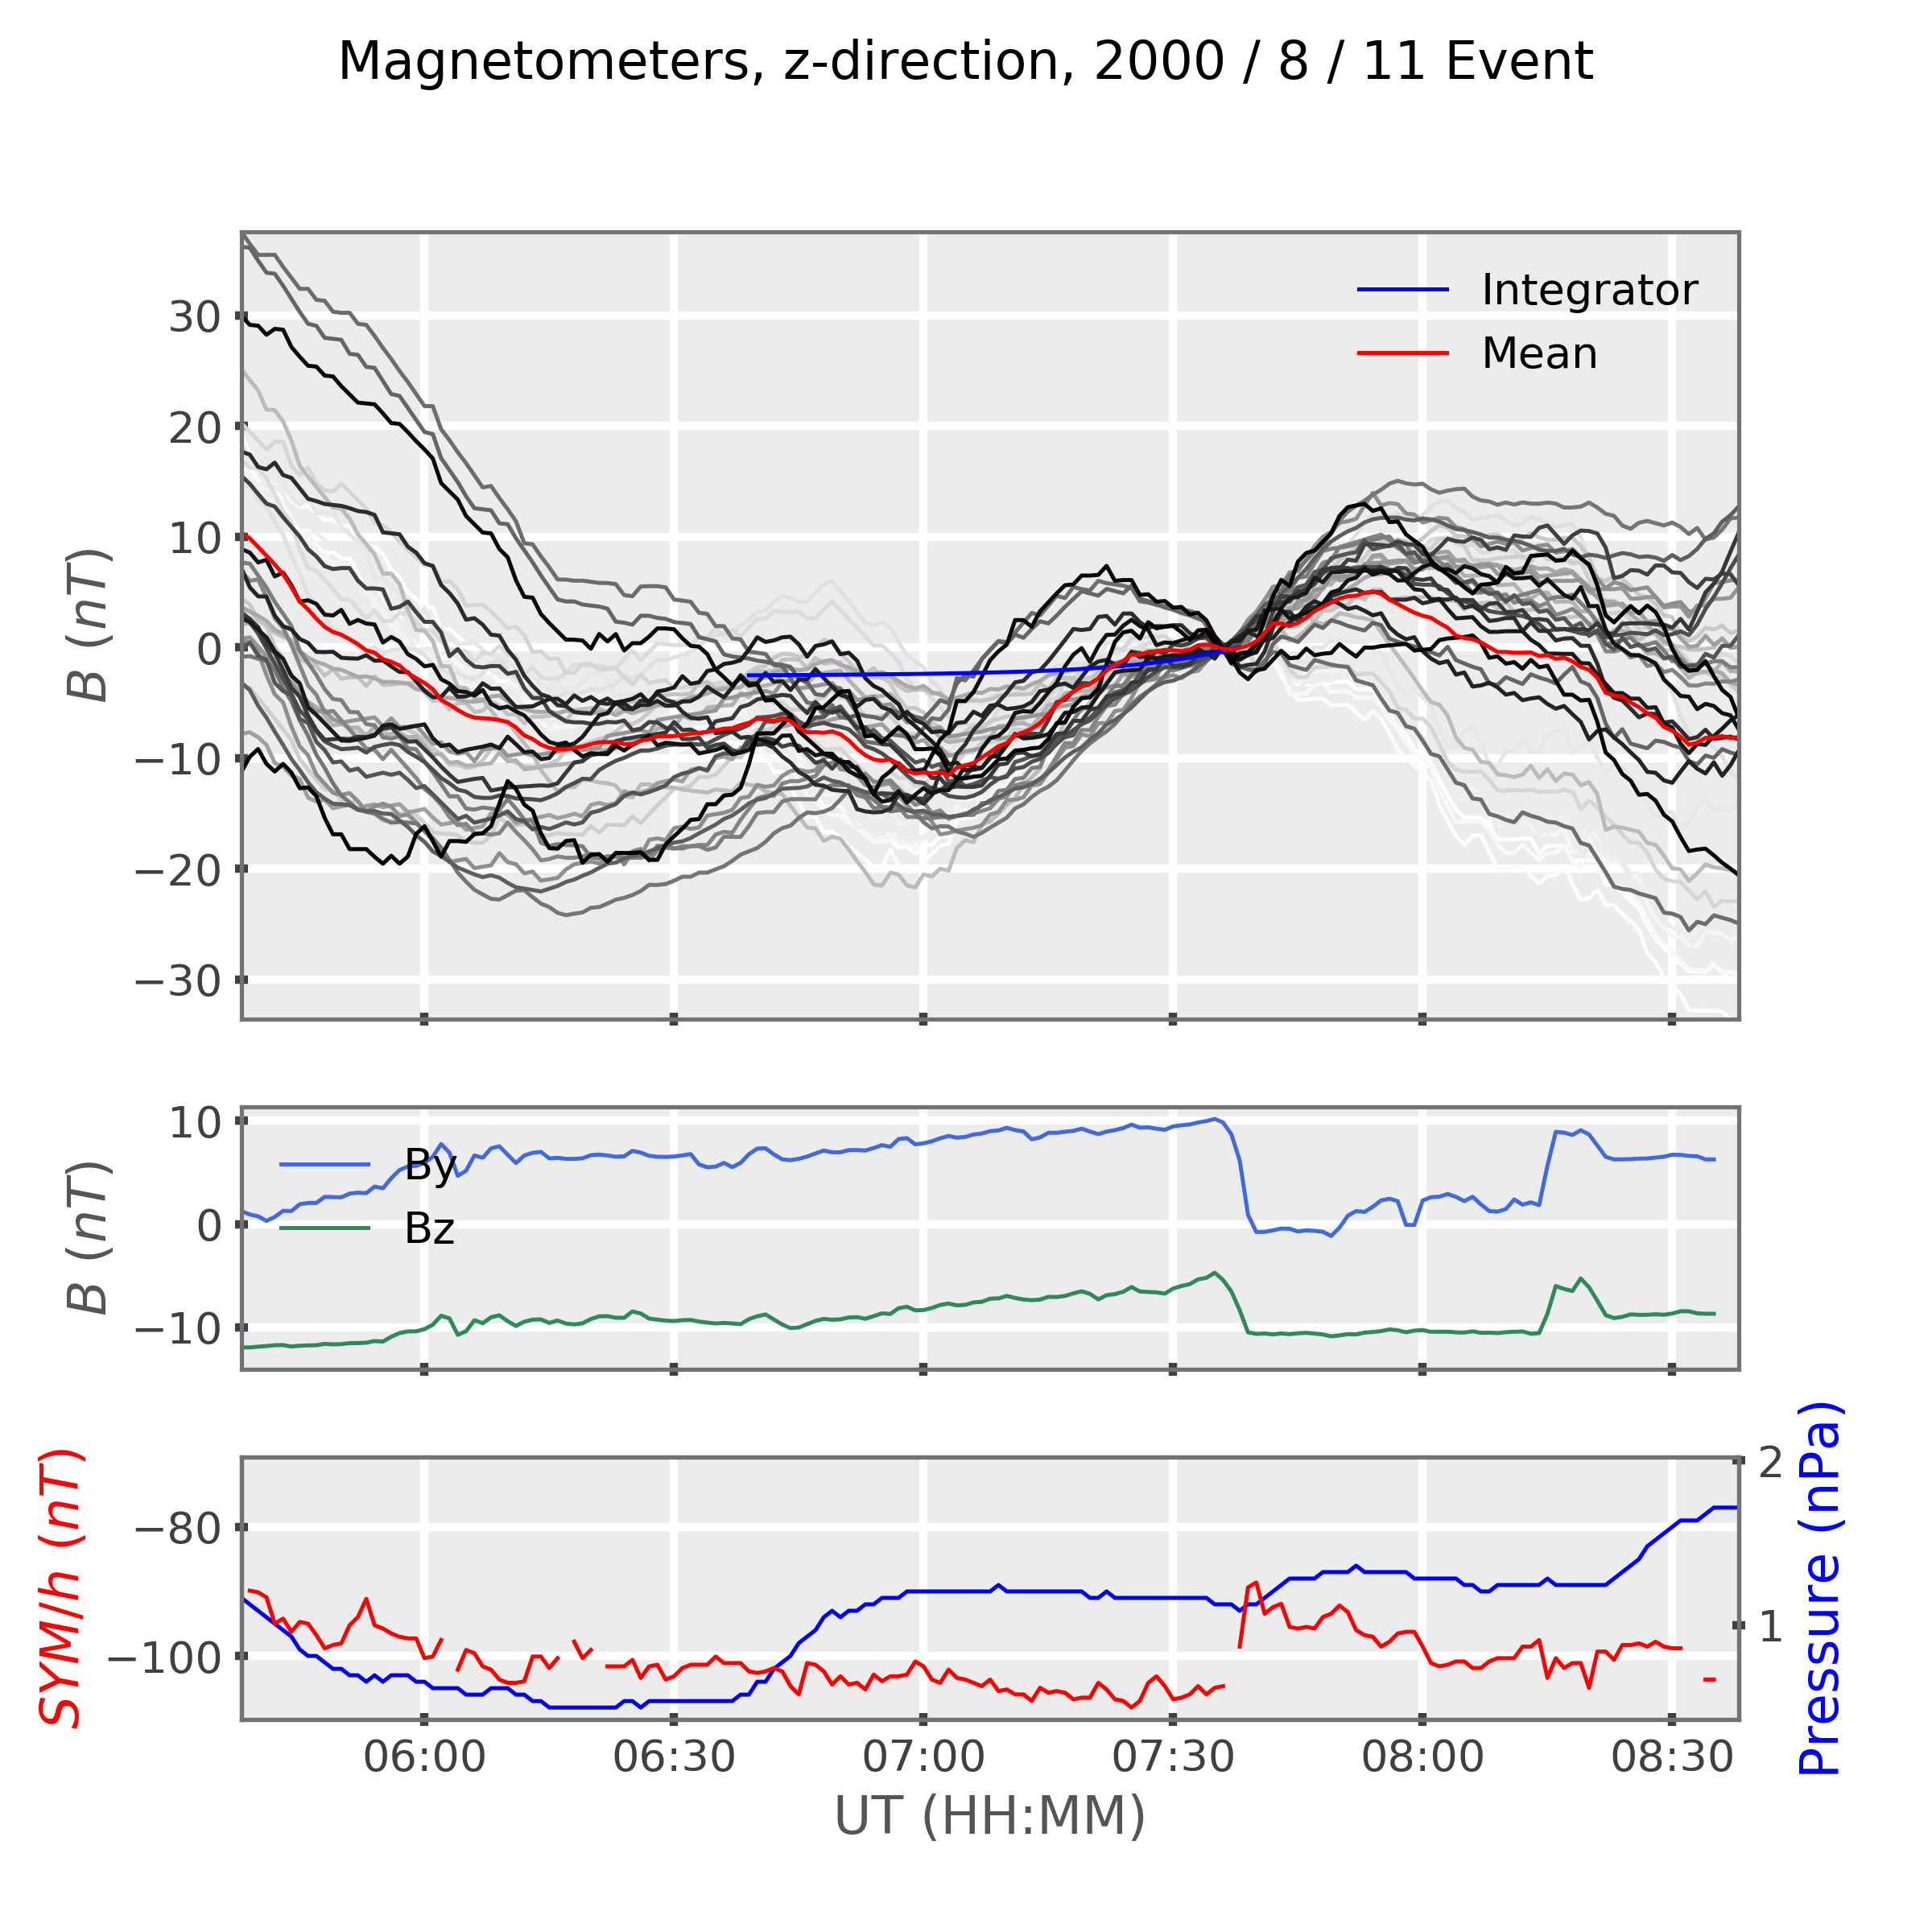 Magnetometers, z-direction, 2000 / 8 / 11 Event
B (nT)
30
20
10
0
−10
−20
−30
Integrator
Mean
B (nT)
10
0
−10
By
Bz
SYM/h (nT)
−80
−100
2
1
Pressure (nPa)
06:00 06:30 07:00 07:30 08:00 08:30
UT (HH:MM)